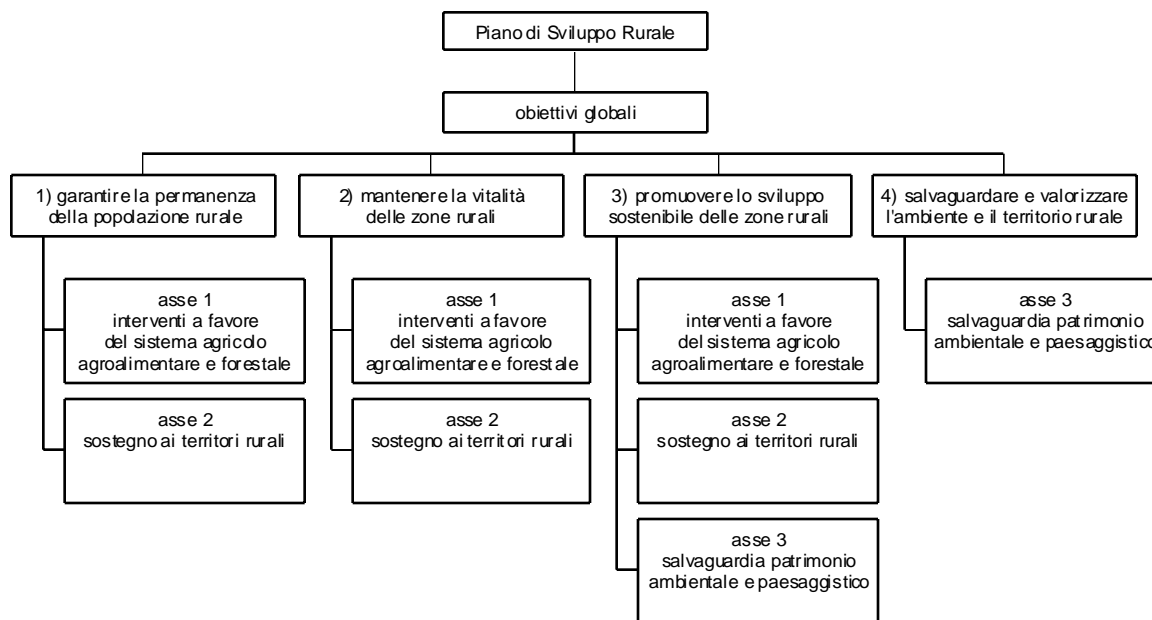 Piano di Sviluppo Rurale
obiettivi globali
1) garantire la permanenza
della popolazione rurale
2) mantenere la vitalità
delle zone rurali
3) promuovere lo sviluppo
sostenibile delle zone rurali
4) salvaguardare e valorizzare
l'ambiente e il territorio rurale
asse 1
interventi a favore
del sistema agricolo
agroalimentare e forestale
asse 2
sostegno ai territori rurali
asse 1
interventi a favore
del sistema agricolo
agroalimentare e forestale
asse 2
sostegno ai territori rurali
asse 1
interventi a favore
del sistema agricolo
agroalimentare e forestale
asse 2
sostegno ai territori rurali
asse 3
salvaguardia patrimonio
ambientale e paesaggistico
asse 3
salvaguardia patrimonio
ambientale e paesaggistico